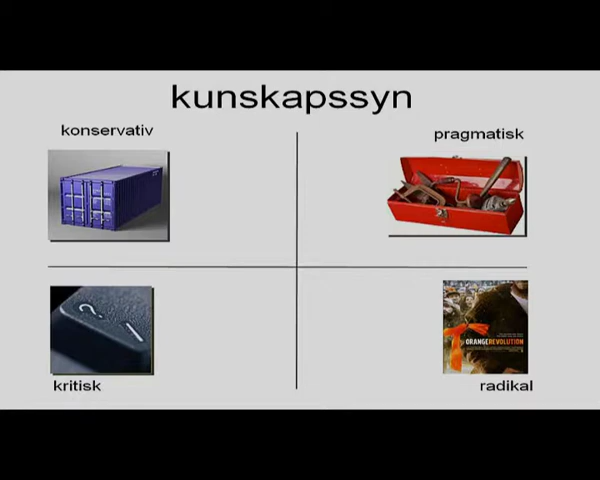 kunskapssyn
konservativ
pragmatisk
ORANGEREVOLUTION
kritisk
radikal